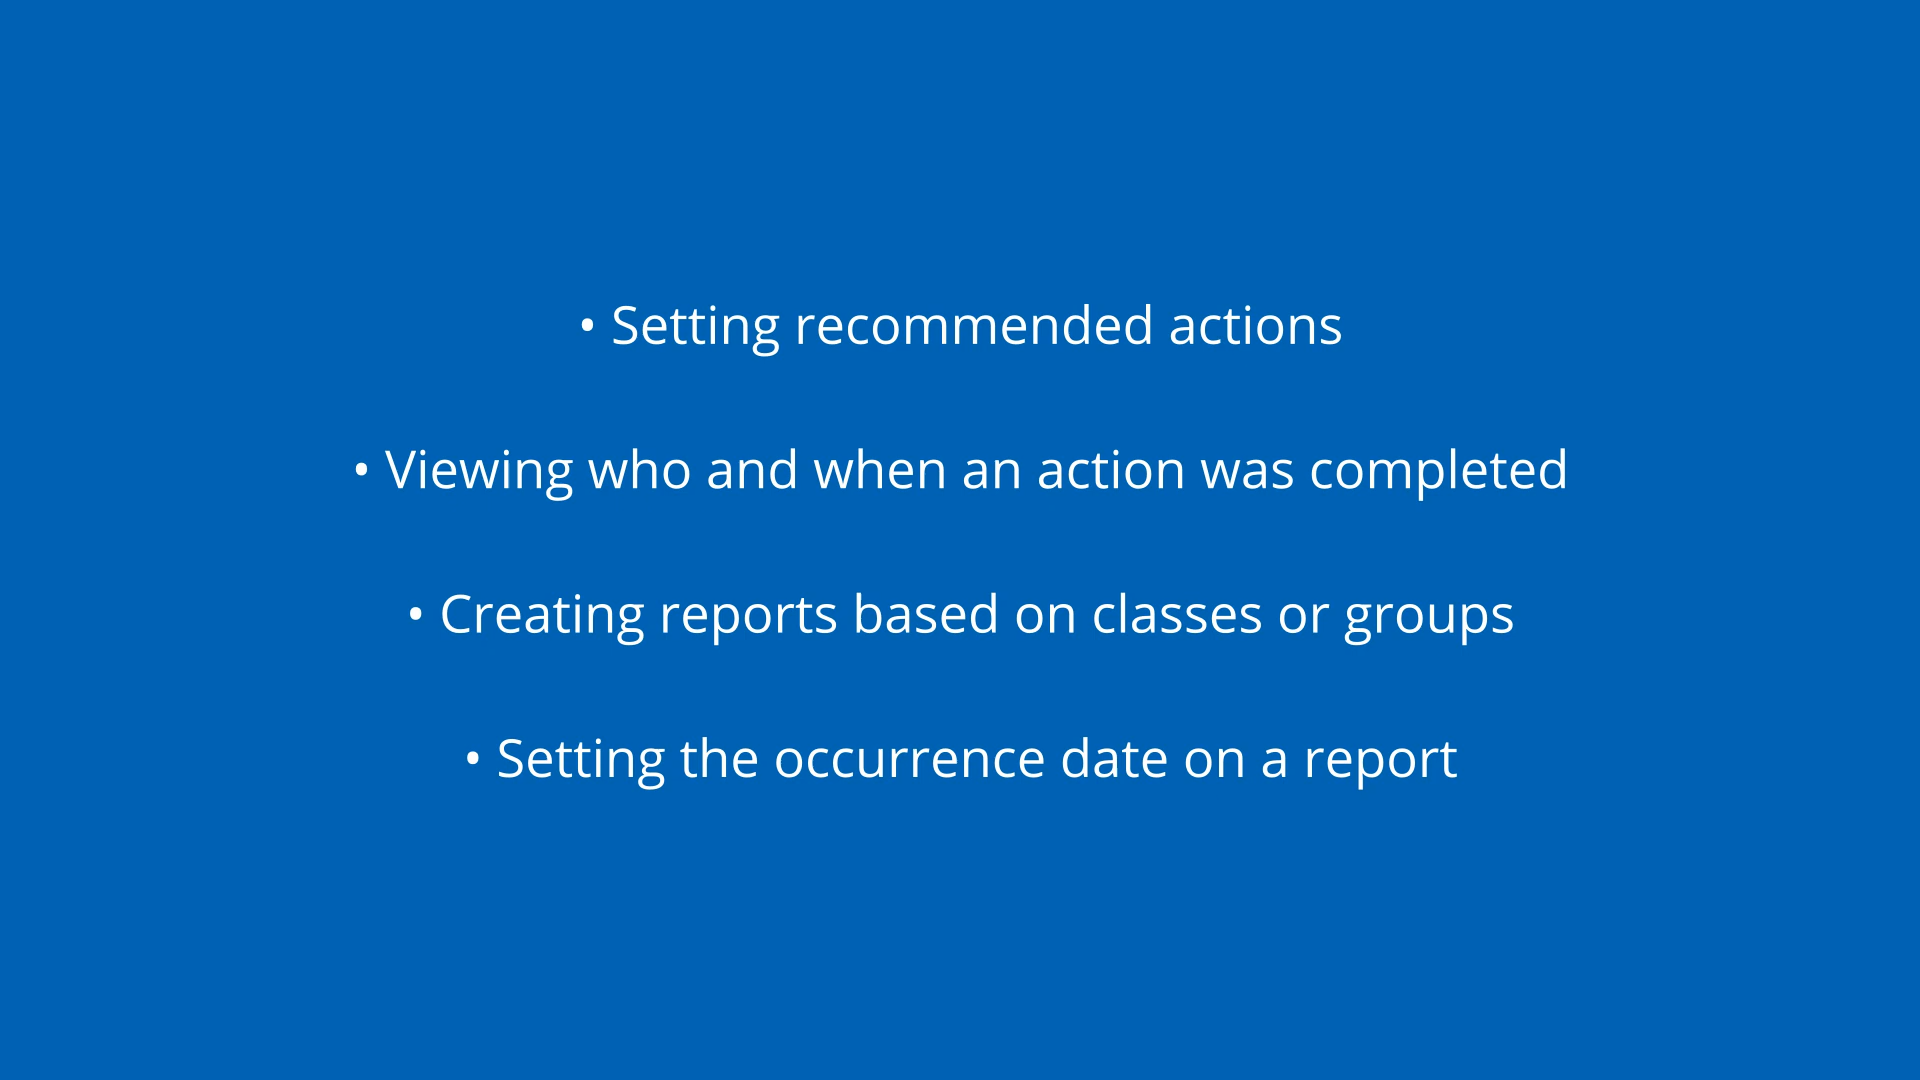 • Setting recommended actions
• Viewing who and when an action was completed
• Creating reports based on classes or groups
• Setting the occurrence date on a report